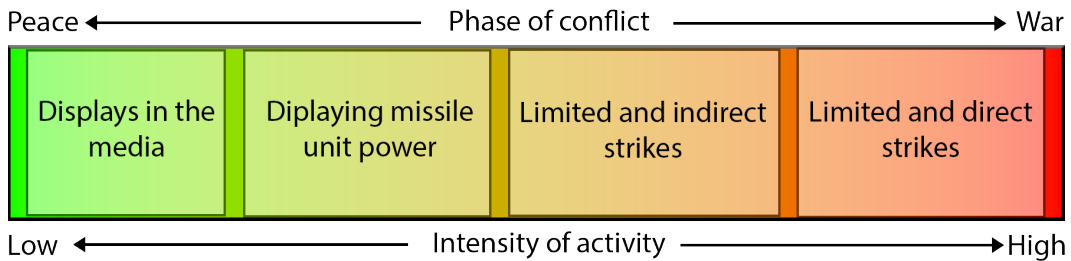 Peace Phase of conflict War
Displays in the
media
Diplaying missile
unit power
Limited and indirect
strikes
Limited and direct
strikes
Low Intensity of activity High